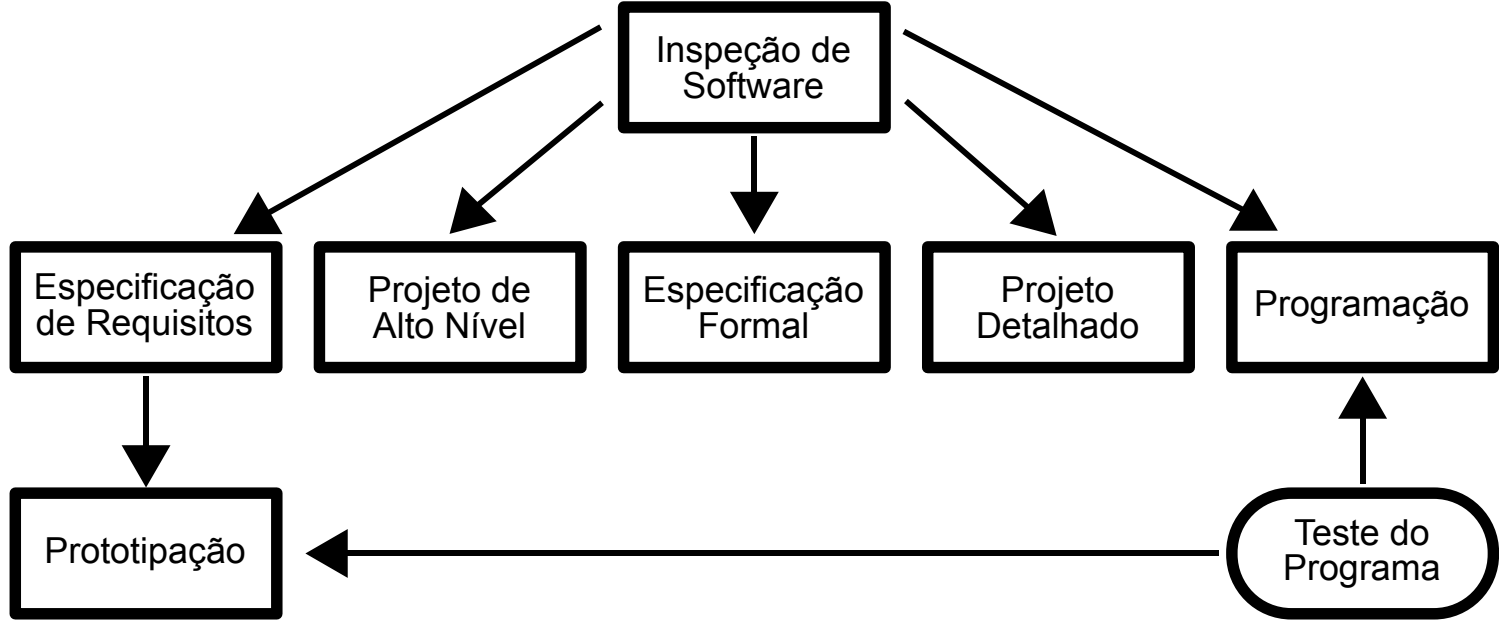 Inspeção de
Software
Especificação
de Requisitos
Projeto de
Alto Nível
Especificação
Formal
Projeto
Detalhado
Programação
Prototipação
Teste do
Programa